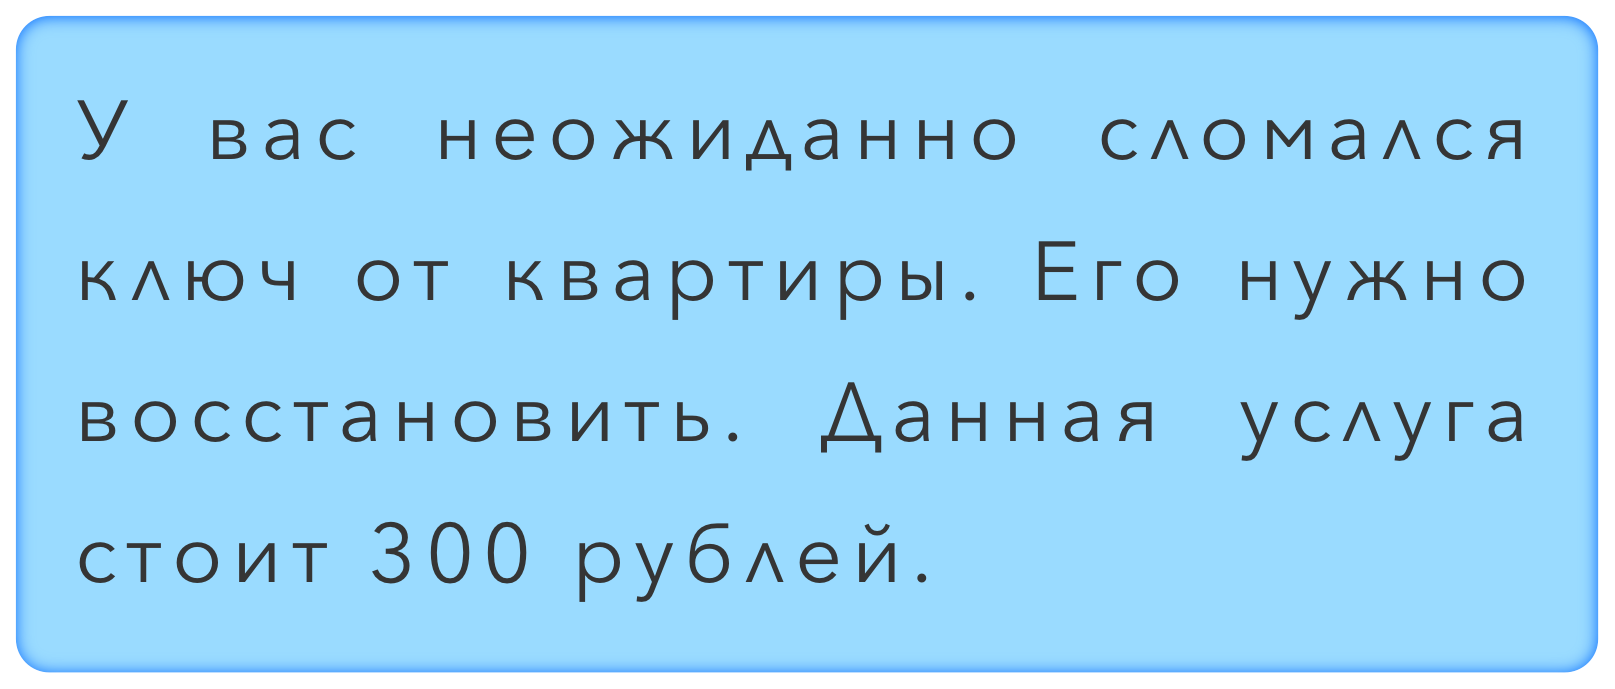 У вас неожиданно сломался
ключ от квартиры. Его нужно
восстановить. Данная услуга
стоит 300 рублей.